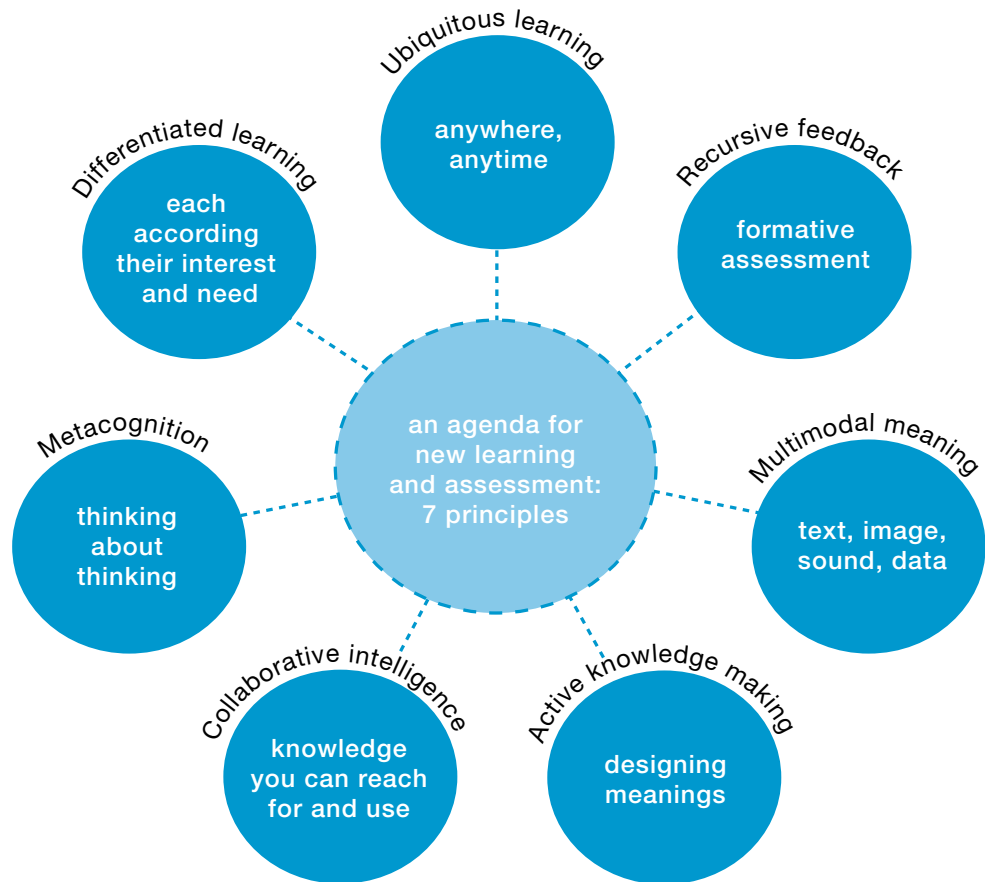 Ubiquitous learning
anywhere,
anytime
Recursive feedback
formative
assessment
Multimodal meaning
text, image,
sound, data
Active knowledge making
designing
meanings
Collaborative intelligence
knowledge
you can reach
for and use
Metacognition
thinking
about
thinking
Differentiated learning
each
according
their interest
and need
an agenda for
new learning
and assessment:
7 principles